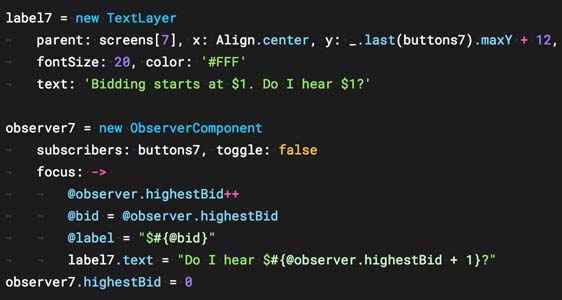 label7 = new TextLayer
parent: screens[7], x: Align.center, y: _.last(buttons7).maxY + 12,
fontSize: 20, color: '#FFF'
text: 'Bidding starts at $1. Do I hear $1?'
observer7 = new ObserverComponent
subscribers: buttons7, toggle: false
focus: ->
@observer.highestBid++
@bid = @observer.highestBid
@label = "$#{@bid}"
label7.text = "Do I hear $#{@observer.highestBid + 1}?"
observer7.highestBid = 0